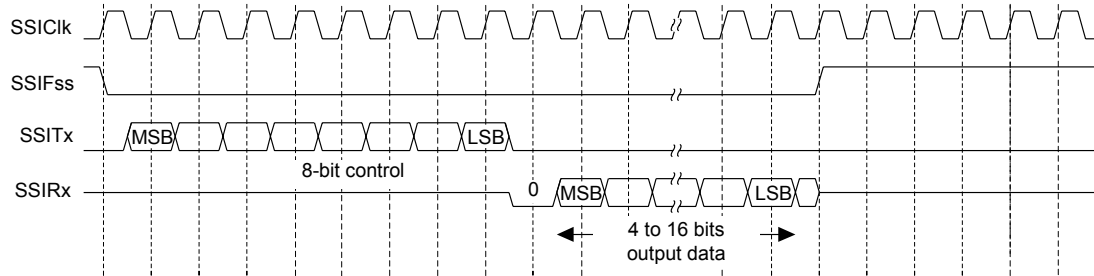 SSIClk
SSIFss
SSITx
MSB
LSB
8-bit control
SSIRx
0
MSB
LSB
4 to 16 bits
output data